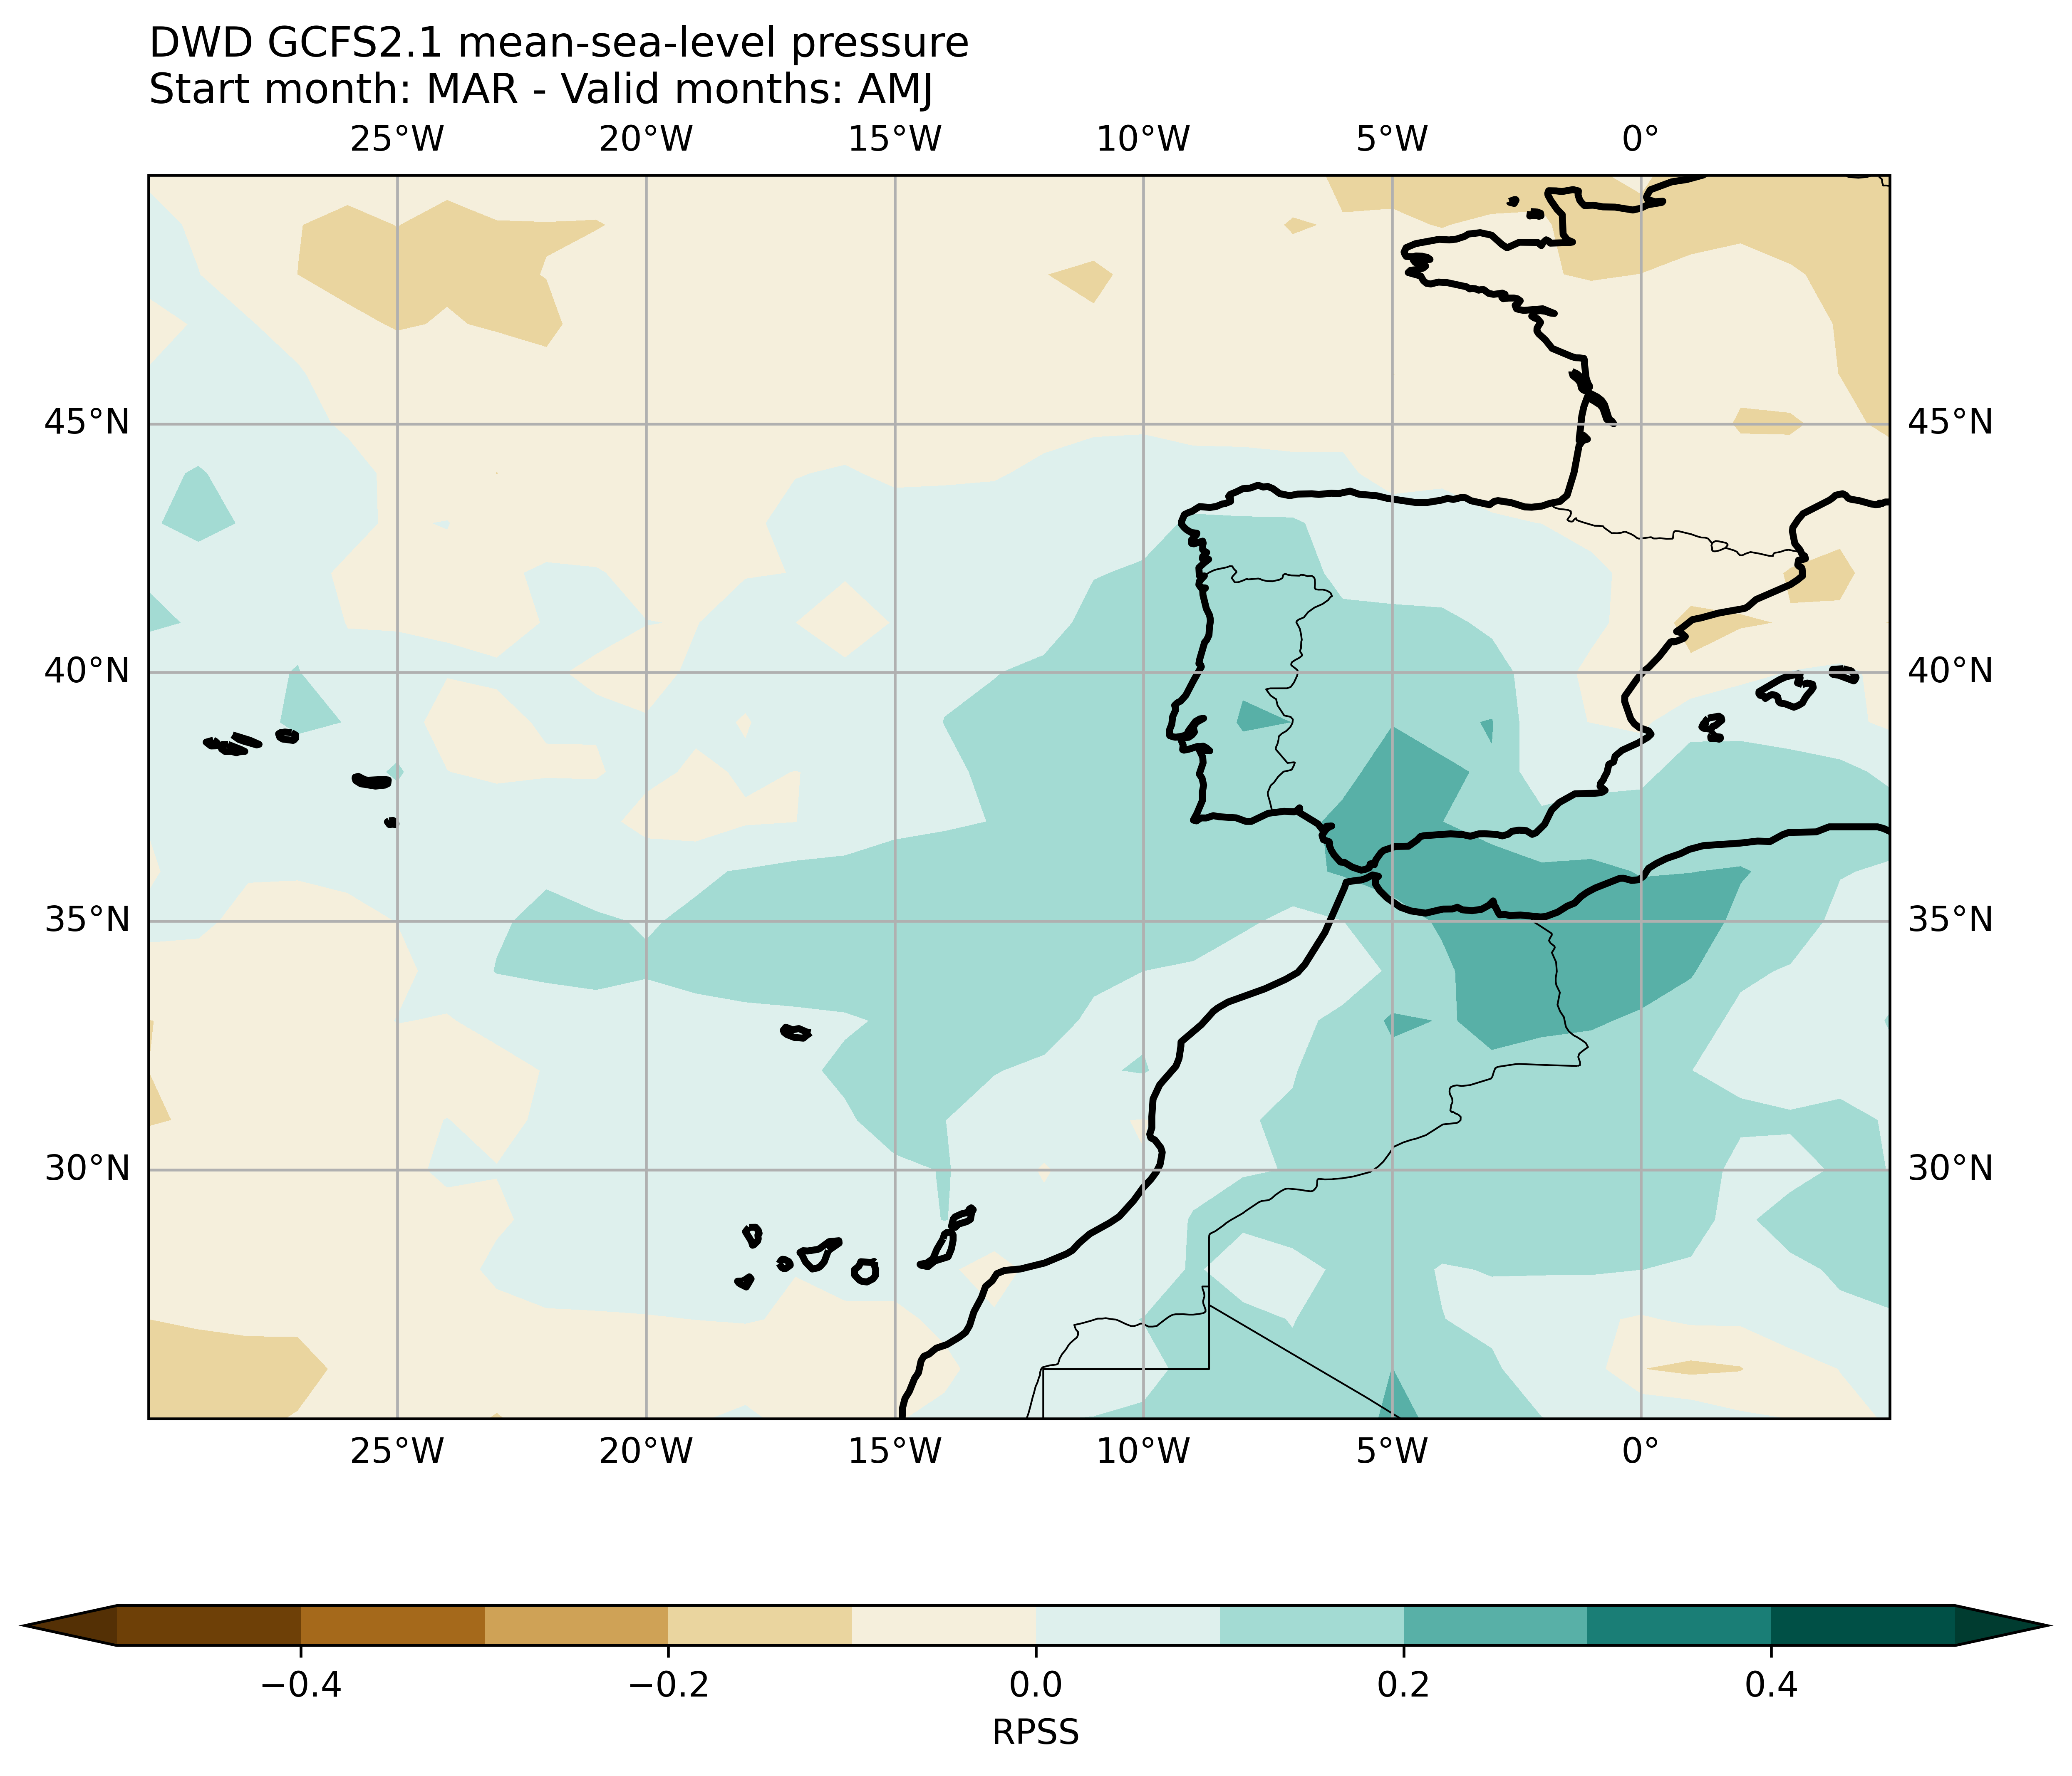 DWD GCFS2.1 mean-sea-level pressure
Start month: MAR - Valid months: AMJ
25°W 20°W 15°W 10°W 5°W 0°
45°N 45°N
40°N 40°N
35°N 35°N
30°N 30°N
25°W 20°W 15°W 10°W 5°W 0°
−0.4 −0.2 0.0 0.2 0.4
RPSS